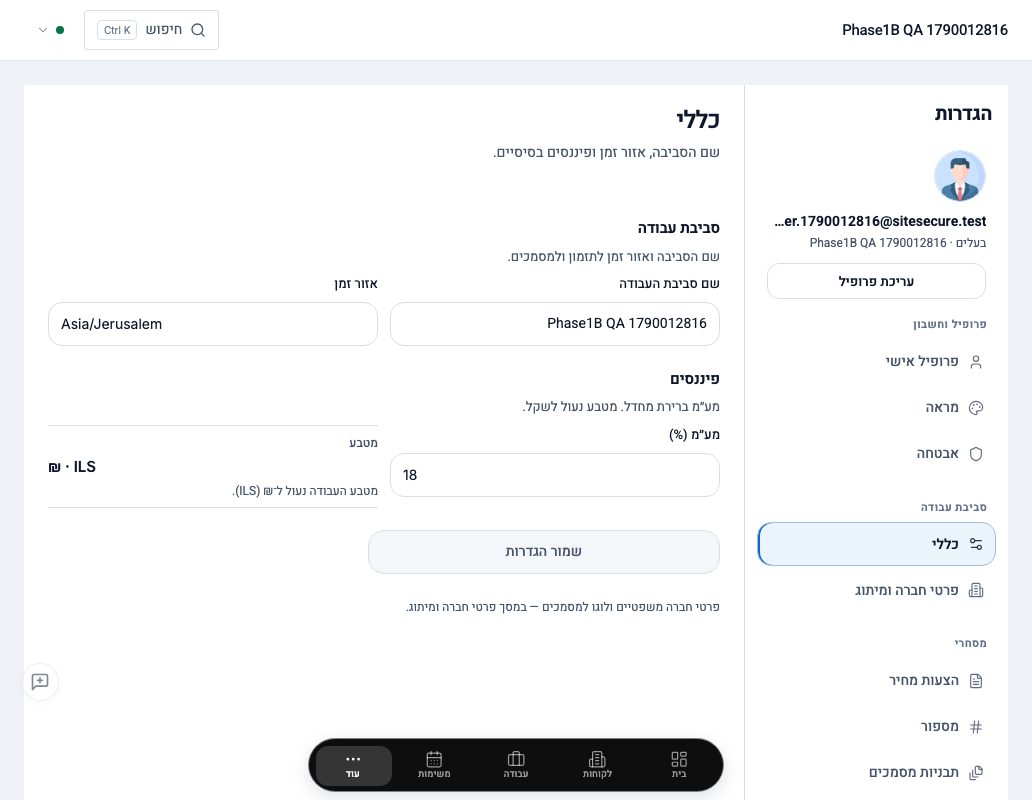 Phase1B QA 1790012816
חיפוש
Ctrl K
הגדרות
...er.1790012816@sitesecure.test
בעלים · Phase1B QA 1790012816
עריכת פרופיל
פרופיל וחשבון
פרופיל אישי
מראה
אבטחה
סביבת עבודה
כללי
פרטי חברה ומיתוג
מסחרי
הצעות מחיר
מספור
תבניות מסמכים
כללי
שם הסביבה, אזור זמן ופיננסים בסיסיים.
סביבת עבודה
שם הסביבה ואזור זמן לתזמון ולמסמכים.
שם סביבת העבודה
Phase1B QA 1790012816
אזור זמן
Asia/Jerusalem
פיננסים
מע״מ ברירת מחדל. מטבע נעול לשקל.
מע״מ (%)
18
מטבע
₪ · ILS
מטבע העבודה נעול ל־₪ (ILS).
שמור הגדרות
פרטי חברה משפטיים ולוגו למסמכים — במסך פרטי חברה ומיתוג.
בית
לקוחות
עבודה
משימות
עוד